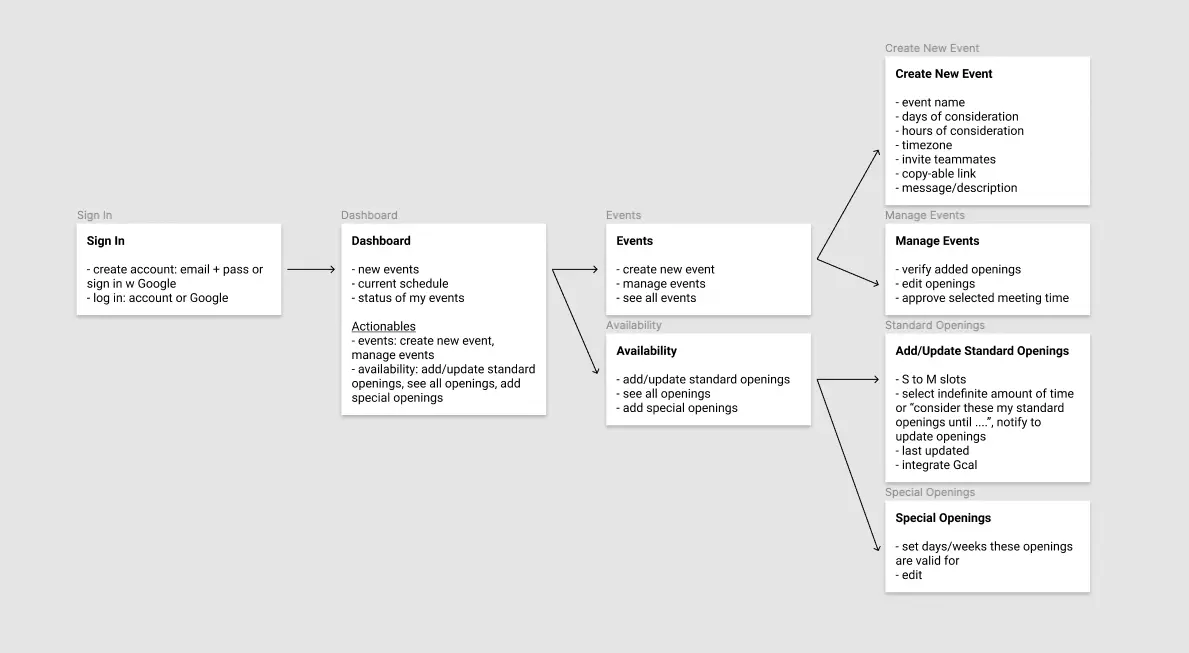 Sign In
Sign In
- create account: email + pass or
sign in w Google
- log in: account or Google
Dashboard
Dashboard
- new events
- current schedule
- status of my events
Actionables
- events: create new event,
manage events
- availability: add/update standard
openings, see all openings, add
special openings
Events
Events
- create new event
- manage events
- see all events
Availability
Availability
- add/update standard openings
- see all openings
- add special openings
Create New Event
Create New Event
- event name
- days of consideration
- hours of consideration
- timezone
- invite teammates
- copy-able link
- message/description
Manage Events
Manage Events
- verify added openings
- edit openings
- approve selected meeting time
Standard Openings
Add/Update Standard Openings
- S to M slots
- select indefinite amount of time
or “consider these my standard
openings until ....”, notify to
update openings
- last updated
- integrate Gcal
Special Openings
Special Openings
- set days/weeks these openings
are valid for
- edit